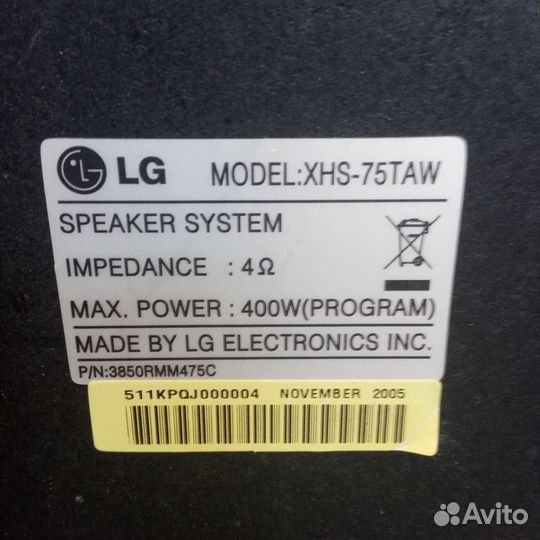 LG MODEL:XHS-75TAW
SPEAKER SYSTEM
IMPEDANCE : 4Ω
MAX. POWER : 400W(PROGRAM)
MADE BY LG ELECTRONICS INC.
P/N:3850RMM475C
511KPQJ000004 NOVEMBER 2005
Avito